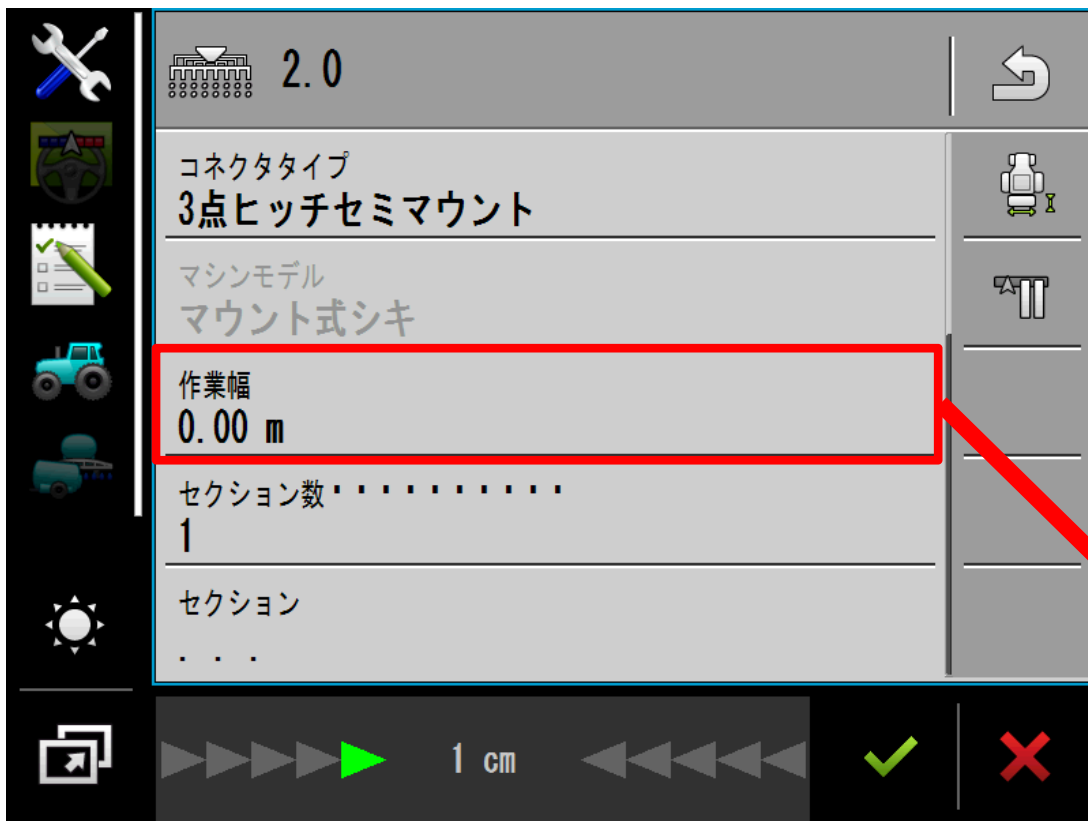 2.0
コネクタタイプ
3点ヒッチセミマウント
マシンモデル
マウント式シキ
作業幅
0.00 m
セクション数・・・・・・・・・・
1
セクション
...
1 cm